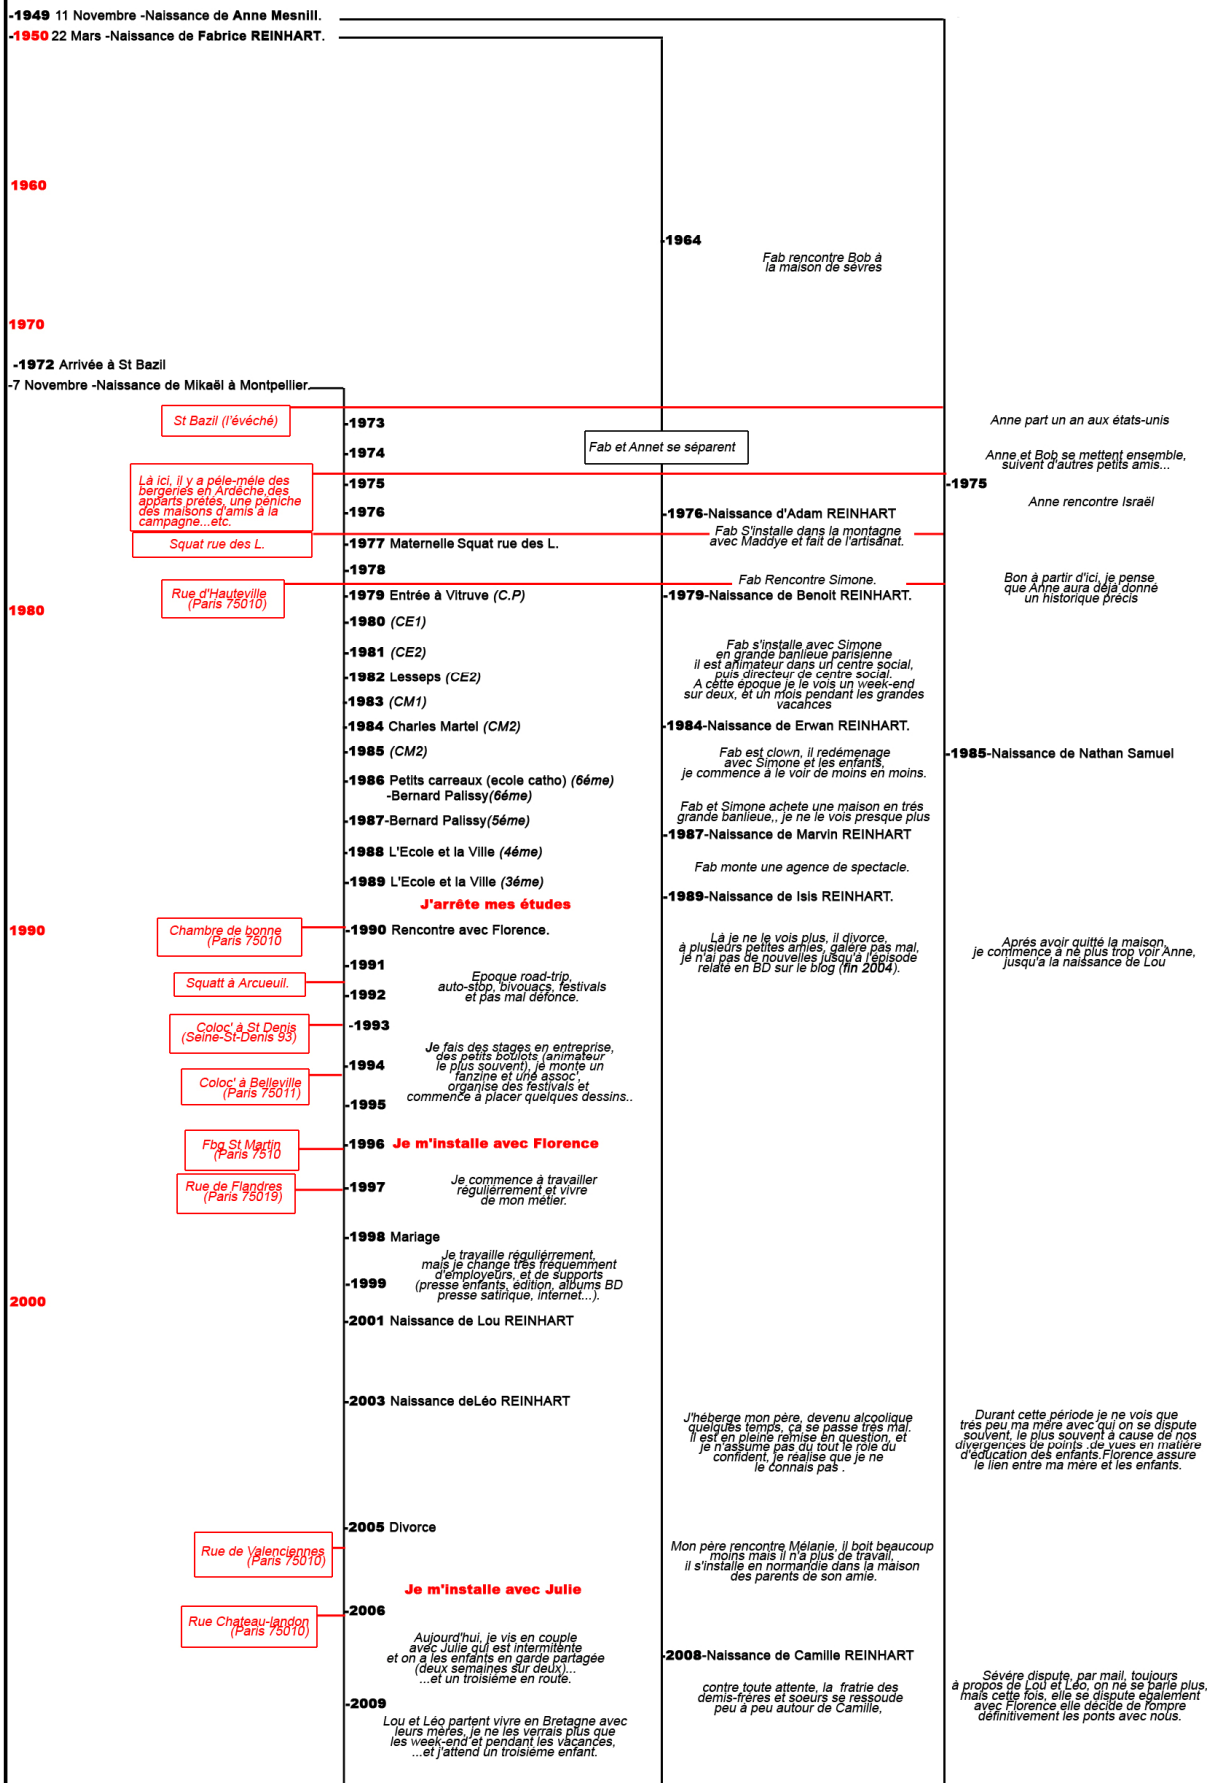 -1949 11 Novembre -Naissance de Anne Mesnill.
-1950 22 Mars -Naissance de Fabrice REINHART.
1960
-1964
Fab rencontre Bob à
la maison de sèvres
1970
-1972 Arrivée à St Bazil
-7 Novembre -Naissance de Mikaël à Montpellier.
St Bazil (l'évéché)
-1973
Anne part un an aux états-unis
Fab et Annet se séparent
-1974
Anne et Bob se mettent ensemble,
suivent d'autres petits amis...
Là ici, il y a péle-méle des
bergeries en Ardéche,des
apparts prétés, une péniche
des maisons d'amis à la
campagne...etc.
-1975
-1975
Anne rencontre Israël
-1976
-1976-Naissance d'Adam REINHART
Fab S'installe dans la montagne
avec Maddye et fait de l'artisanat.
Squat rue des L.
-1977 Maternelle Squat rue des L.
-1978
Fab Rencontre Simone.
Bon à partir d'ici, je pense
que Anne aura déjà donné
un historique précis
Rue d'Hauteville
(Paris 75010)
-1979 Entrée à Vitruve (C.P)
-1979-Naissance de Benoit REINHART.
1980
-1980 (CE1)
-1981 (CE2)
Fab s'installe avec Simone
en grande banlieue parisienne
il est animateur dans un centre social,
puis directeur de centre social.
A cette époque je le vois un week-end
sur deux, et un mois pendant les grandes
vacances
-1982 Lesseps (CE2)
-1983 (CM1)
-1984 Charles Martel (CM2)
-1984-Naissance de Erwan REINHART.
-1985 (CM2)
Fab est clown, il redémenage
avec Simone et les enfants,
je commence à le voir de moins en moins.
-1985-Naissance de Nathan Samuel
-1986 Petits carreaux (ecole catho) (6éme)
-Bernard Palissy(6éme)
Fab et Simone achete une maison en trés
grande banlieue,, je ne le vois presque plus
-1987-Bernard Palissy(5éme)
-1987-Naissance de Marvin REINHART
-1988 L'Ecole et la Ville (4éme)
Fab monte une agence de spectacle.
-1989 L'Ecole et la Ville (3éme)
-1989-Naissance de Isis REINHART.
J'arrête mes études
1990
Chambre de bonne
(Paris 75010
-1990 Rencontre avec Florence.
Là je ne le vois plus, il divorce,
à plusieurs petites amies, galère pas mal,
je n'ai pas de nouvelles jusqu'à l'épisode
relaté en BD sur le blog (fin 2004).
Aprés avoir quitté la maison,
je commence à ne plus trop voir Anne,
jusqu'a la naissance de Lou
-1991
Squatt à Arcueuil.
Epoque road-trip,
auto-stop, bivouacs, festivals
et pas mal défonce.
-1992
Coloc' à St Denis
(Seine-St-Denis 93)
-1993
Je fais des stages en entreprise,
des petits boulots (animateur
le plus souvent), je monte un
fanzine et une assoc',
organise des festivals et
commence à placer quelques dessins..
-1994
Coloc' à Belleville
(Paris 75011)
-1995
Fbg St Martin
(Paris 7510
-1996 Je m'installe avec Florence
Rue de Flandres
(Paris 75019)
-1997
Je commence à travailler
réguliérrement et vivre
de mon métier.
-1998 Mariage
Je travaille réguliérrement,
mais je change trés fréquemment
d'employeurs, et de supports
(presse enfants, édition, albums BD
presse satirique, internet...).
-1999
2000
-2001 Naissance de Lou REINHART
-2003 Naissance deLéo REINHART
J'héberge mon père, devenu alcoolique
quelques temps, ça se passe très mal.
Il est en pleine remise en question, et
je n'assume pas du tout le rôle du
confident, je réalise que je ne
le connais pas .
Durant cette période je ne vois que
trés peu ma mére avec qui on se dispute
souvent, le plus souvent à cause de nos
divergences de points .de vues en matière
d'éducation des enfants.Florence assure
le lien entre ma mère et les enfants.
-2005 Divorce
Rue de Valenciennes
(Paris 75010)
Mon père rencontre Mélanie, il boit beaucoup
moins mais il n'a plus de travail,
il s'installe en normandie dans la maison
des parents de son amie.
Je m'installe avec Julie
-2006
Rue Chateau-landon
(Paris 75010)
Aujourd'hui, je vis en couple
avec Julie qui est intermitente
et on a les enfants en garde partagée
(deux semaines sur deux)...
...et un troisième en route.
-2008-Naissance de Camille REINHART
contre toute attente, la fratrie des
demis-frères et soeurs se ressoude
peu à peu autour de Camille,
Sévére dispute, par mail, toujours
à propos de Lou et Léo, on ne se parle plus,
mais cette fois, elle se dispute egalement
avec Florence elle décide de rompre
définitivement les ponts avec nous.
-2009
Lou et Léo partent vivre en Bretagne avec
leurs mères, je ne les verrais plus que
les week-end et pendant les vacances,
...et j'attend un troisième enfant.